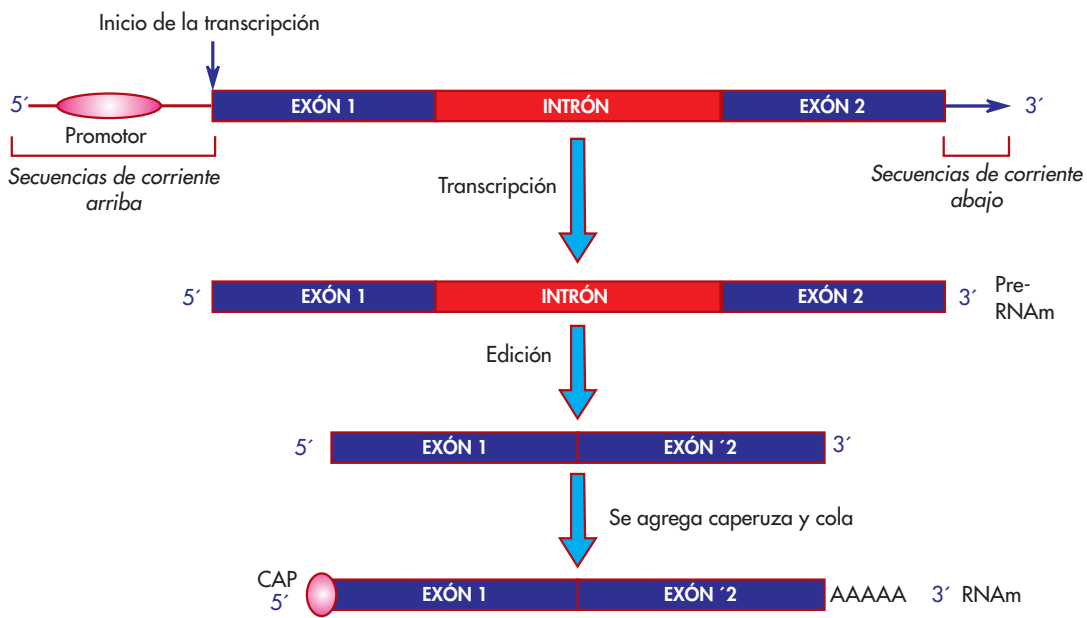 Inicio de la transcripción
5´ EXÓN 1 INTRÓN EXÓN 2 3´
Promotor
Secuencias de corriente
arriba
Secuencias de corriente
abajo
Transcripción
5´ EXÓN 1 INTRÓN EXÓN 2 3´ Pre-
RNAm
Edición
5´ EXÓN 1 EXÓN ´2 3´
Se agrega caperuza y cola
CAP
5´ EXÓN 1 EXÓN ´2 AAAAA 3´ RNAm